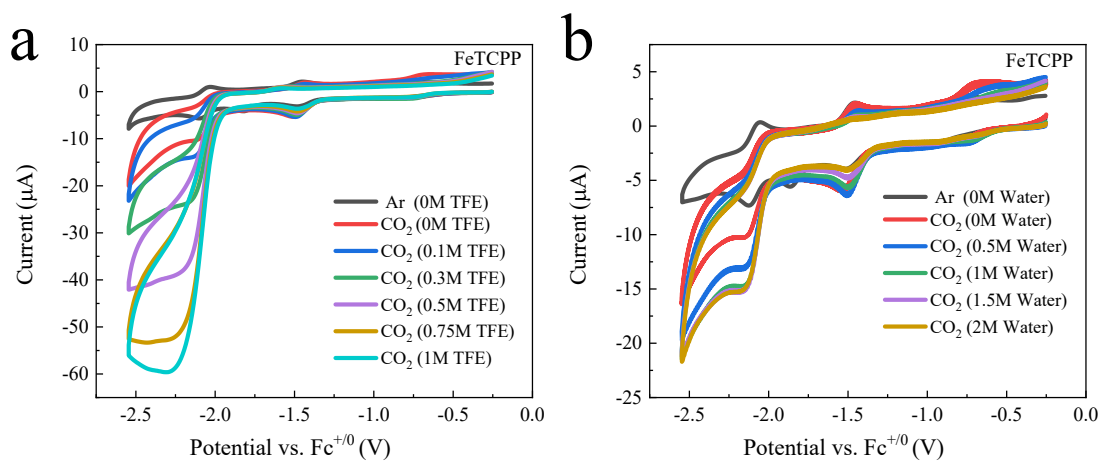 a
FeTCPP
10
0
-10
-20
-30
-40
-50
-60
Current (μA)
Ar (0M TFE)
CO₂ (0M TFE)
CO₂ (0.1M TFE)
CO₂ (0.3M TFE)
CO₂ (0.5M TFE)
CO₂ (0.75M TFE)
CO₂ (1M TFE)
-2.5 -2.0 -1.5 -1.0 -0.5 0.0
Potential vs. Fc⁺/⁰ (V)
b
FeTCPP
5
0
-5
-10
-15
-20
-25
Current (μA)
Ar (0M Water)
CO₂ (0M Water)
CO₂ (0.5M Water)
CO₂ (1M Water)
CO₂ (1.5M Water)
CO₂ (2M Water)
-2.5 -2.0 -1.5 -1.0 -0.5 0.0
Potential vs. Fc⁺/⁰ (V)